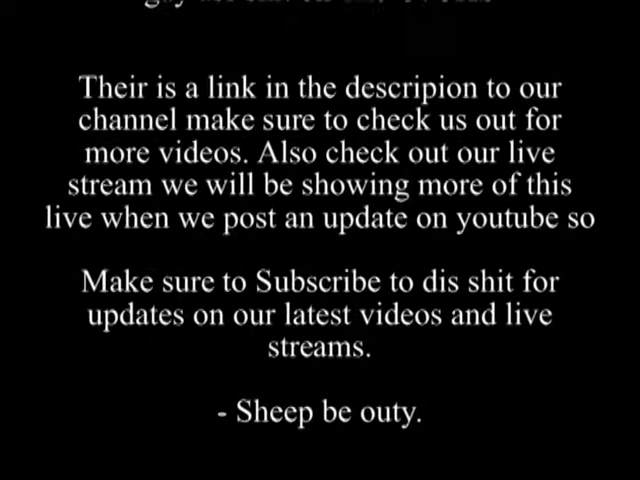 Their is a link in the descripion to our
channel make sure to check us out for
more videos. Also check out our live
stream we will be showing more of this
live when we post an update on youtube so
Make sure to Subscribe to dis shit for
updates on our latest videos and live
streams.
- Sheep be outy.